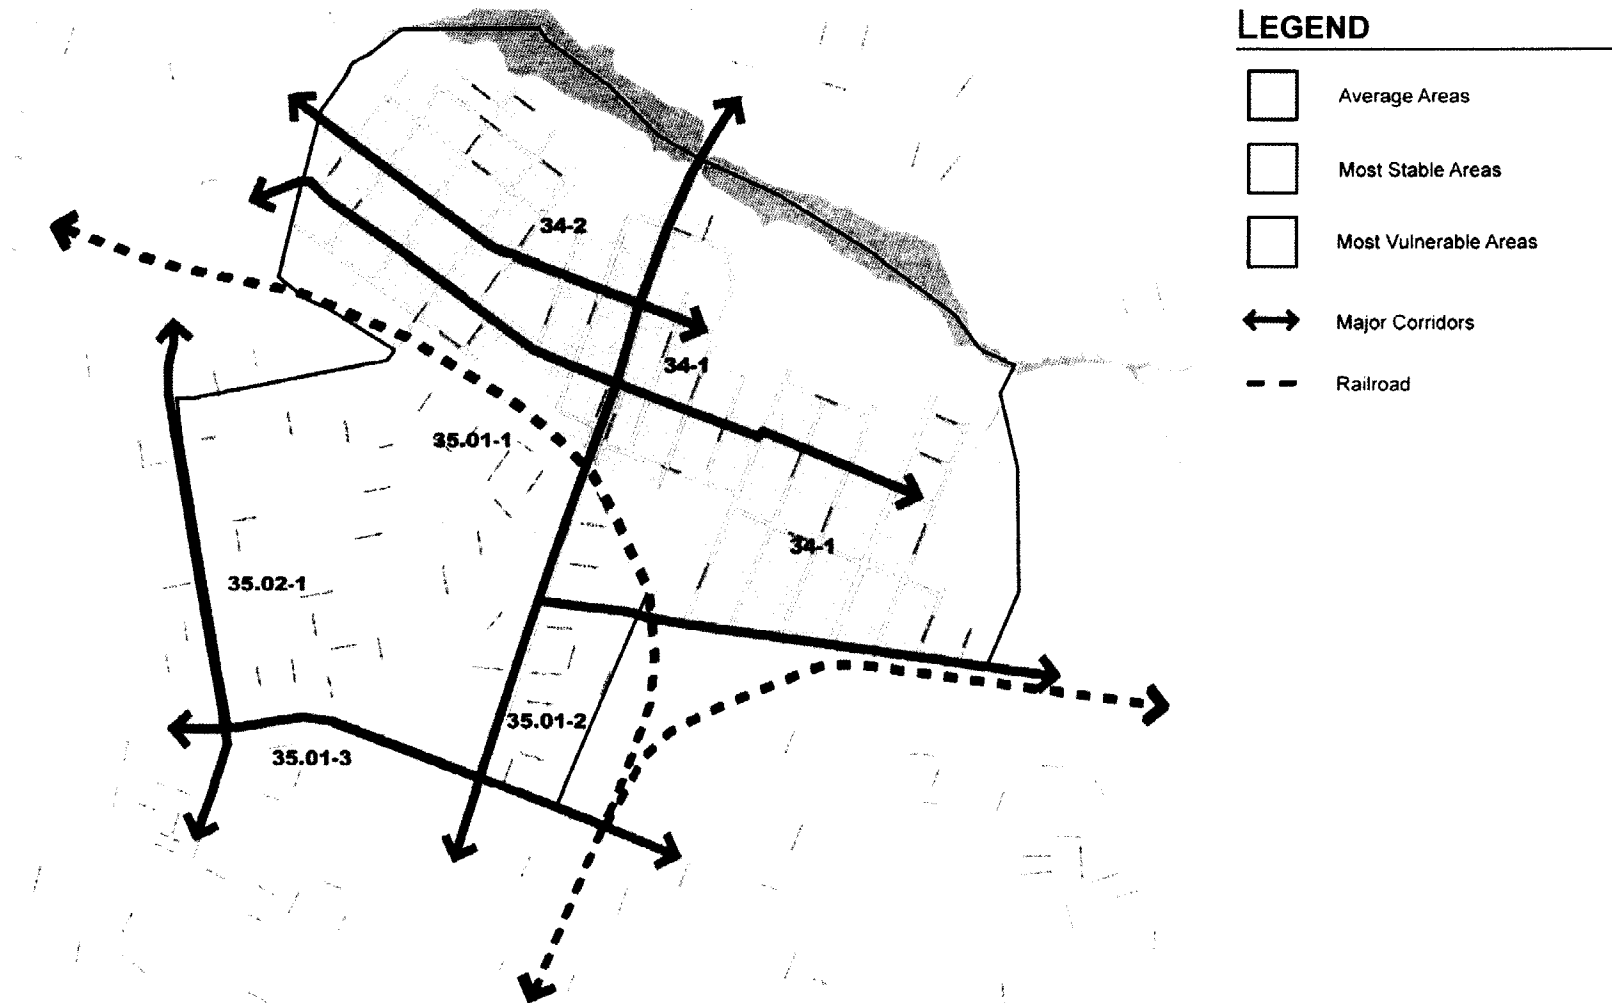 LEGEND
Average Areas
Most Stable Areas
Most Vulnerable Areas
Major Corridors
Railroad
34-2
34-1
35.01-1
34-1
35.02-1
35.01-2
35.01-3